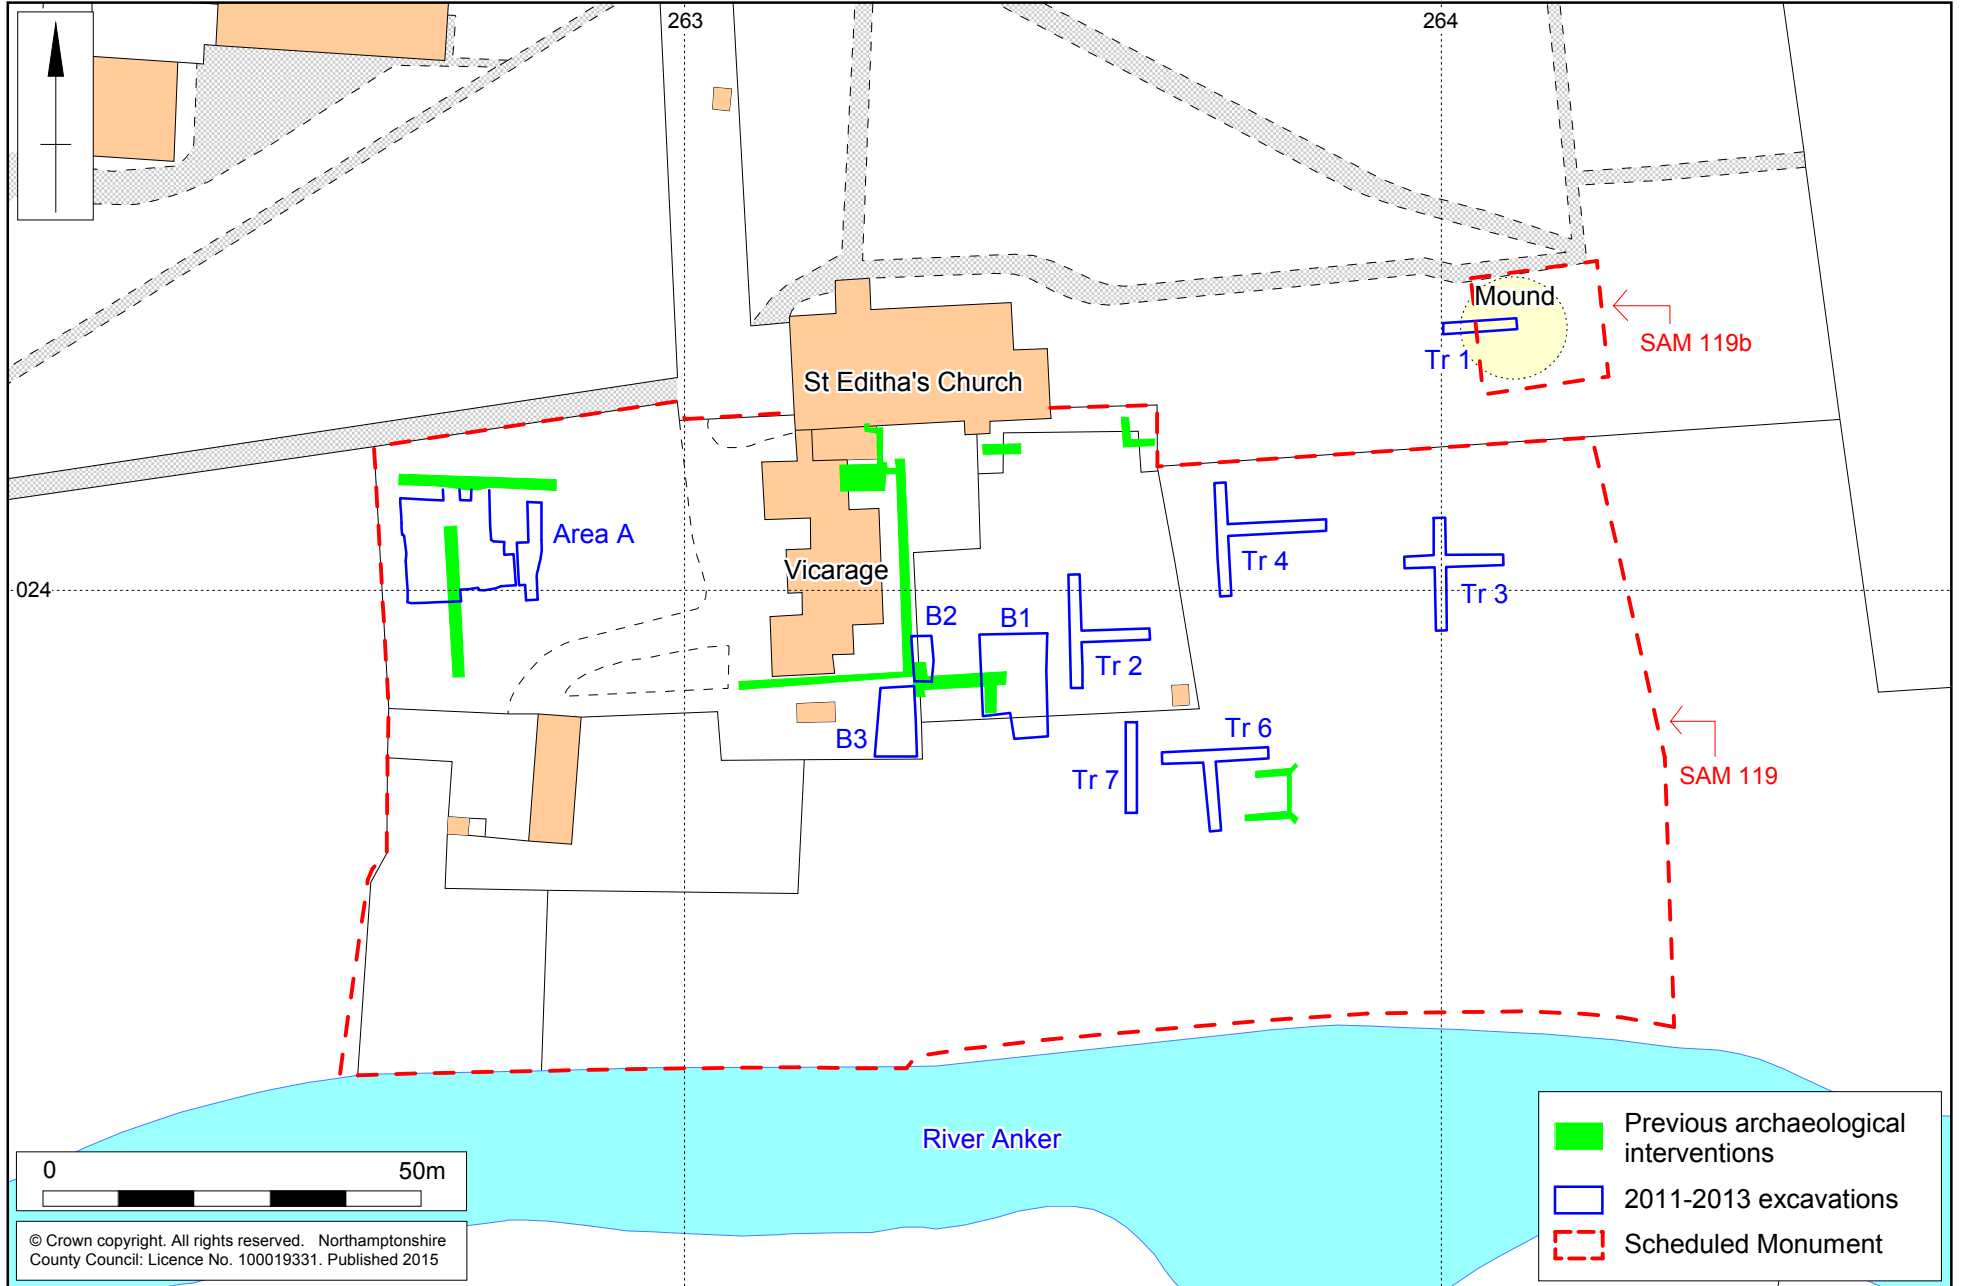 263
264
Mound
SAM 119b
Tr 1
St Editha's Church
Area A
Tr 4
Vicarage
024
Tr 3
B2
B1
Tr 2
Tr 6
B3
Tr 7
SAM 119
River Anker
Previous archaeological
interventions
2011-2013 excavations
Scheduled Monument
0
50m
© Crown copyright. All rights reserved. Northamptonshire
County Council: Licence No. 100019331. Published 2015